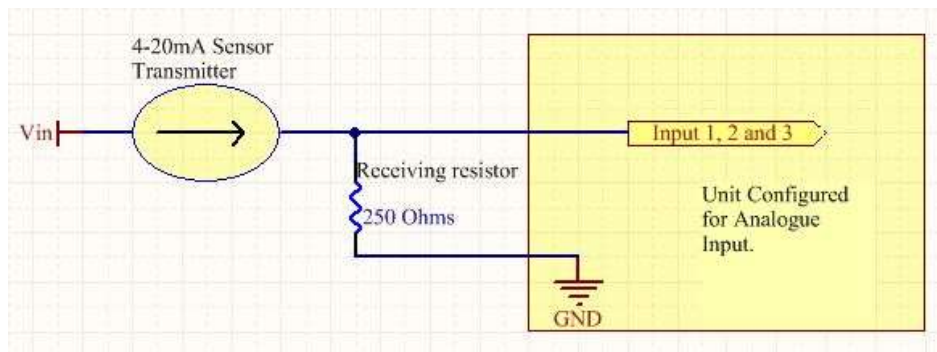 4-20mA Sensor
Transmitter
Vin
Input 1, 2 and 3
Receiving resistor
250 Ohms
Unit Configured
for Analogue
Input.
GND